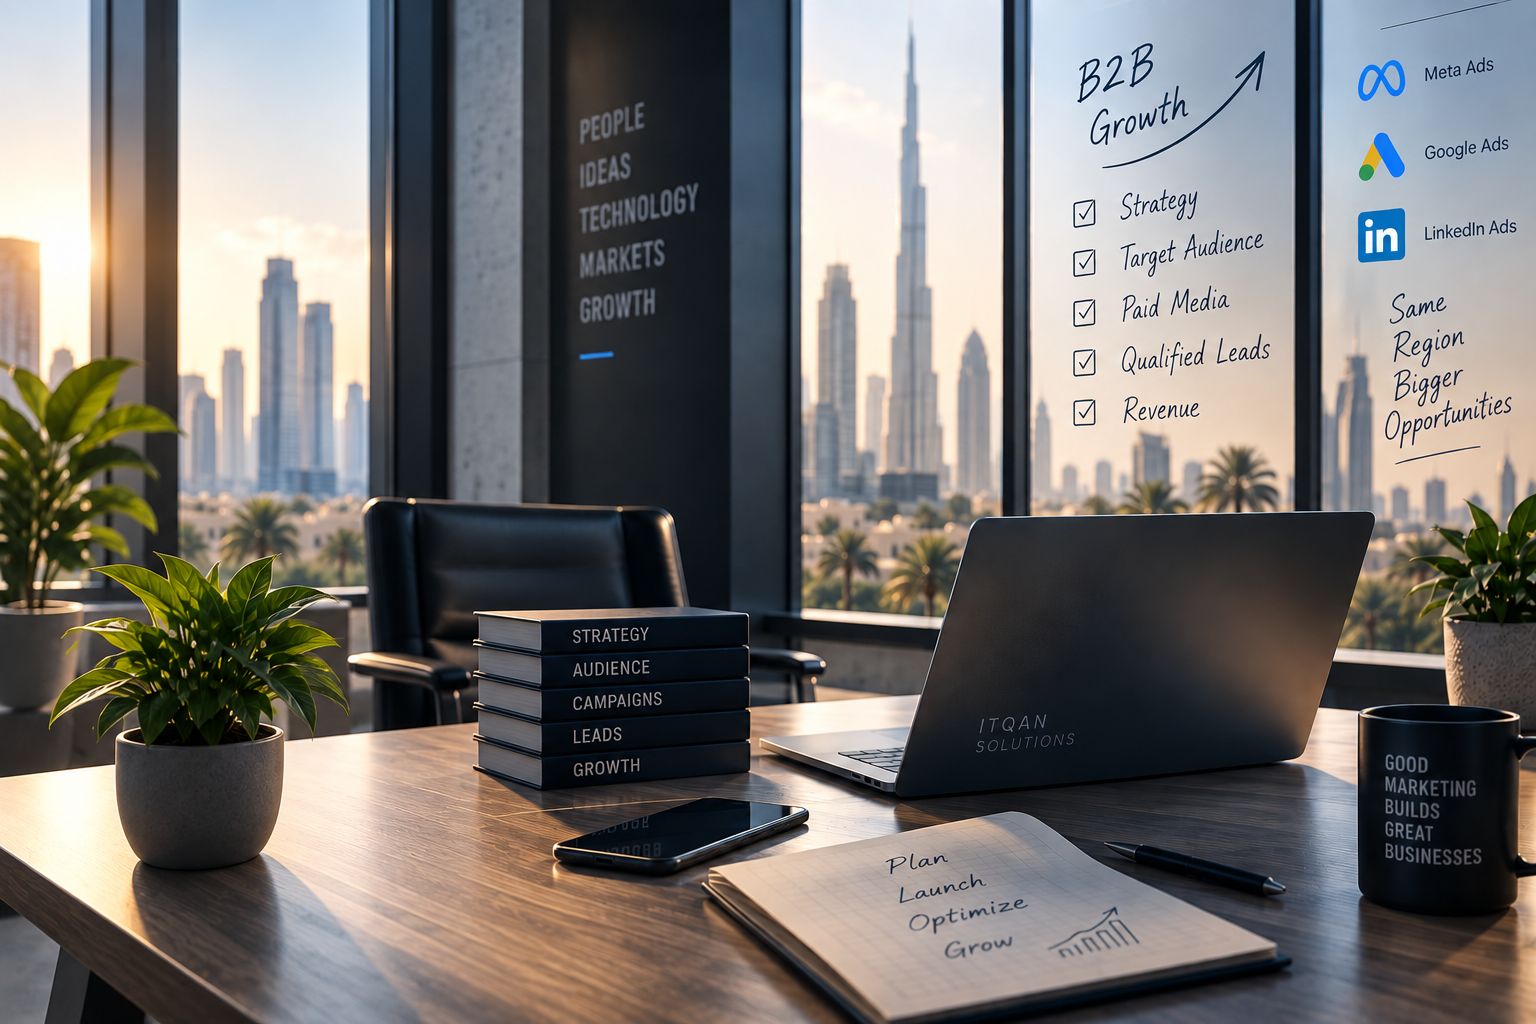 PEOPLE
IDEAS
TECHNOLOGY
MARKETS
GROWTH
B2B
Growth
Strategy
Target Audience
Paid Media
Qualified Leads
Revenue
Meta Ads
Google Ads
in
LinkedIn Ads
Same
Region
Bigger
Opportunities
STRATEGY
AUDIENCE
CAMPAIGNS
LEADS
GROWTH
ITQAN
SOLUTIONS
GOOD
MARKETING
BUILDS
GREAT
BUSINESSES
Plan
Launch
Optimize
Grow